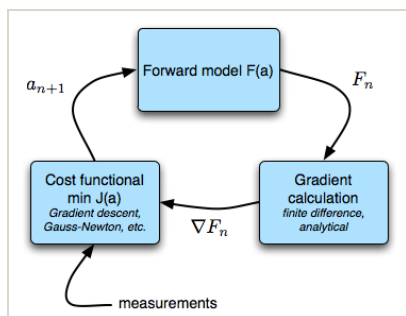 Forward model F(a)
a_{n+1}
F_n
Cost functional
min J(a)
Gradient descent,
Gauss-Newton, etc.
Gradient
calculation
finite difference,
analytical
∇F_n
measurements